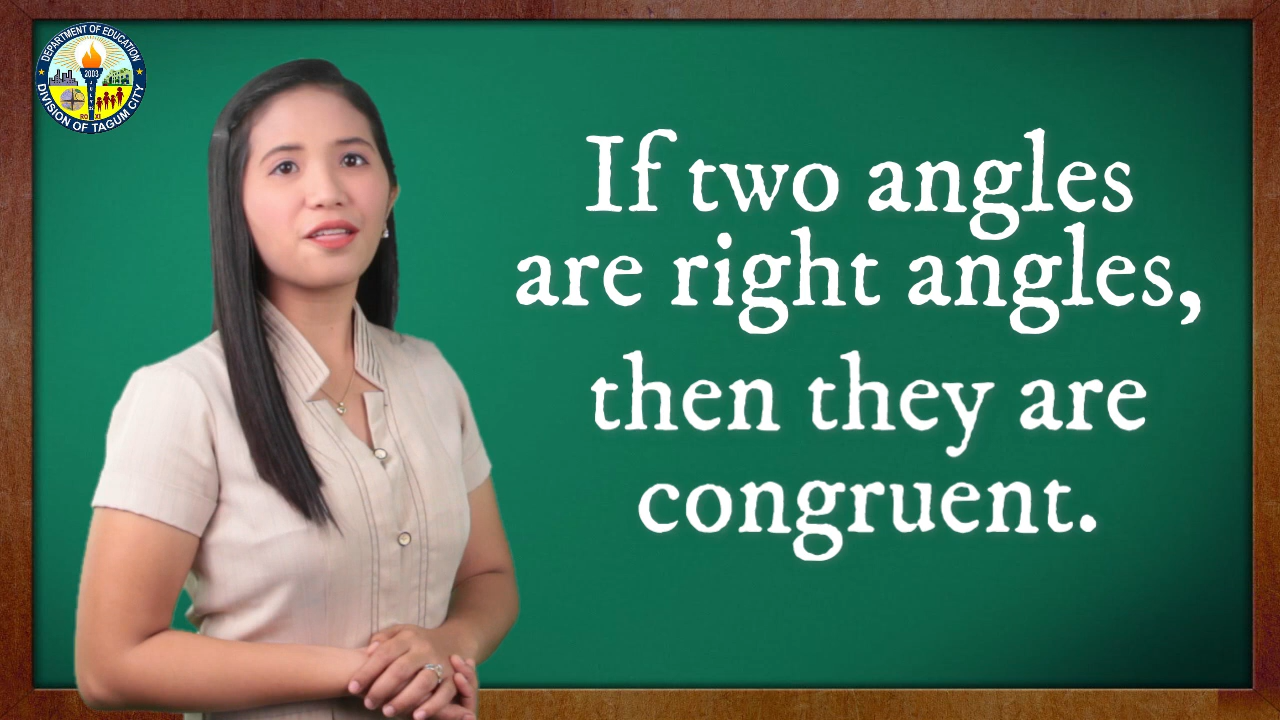 DEPARTMENT OF EDUCATION
2003
DIVISION OF TAGUM CITY
If two angles
are right angles,
then they are
congruent.